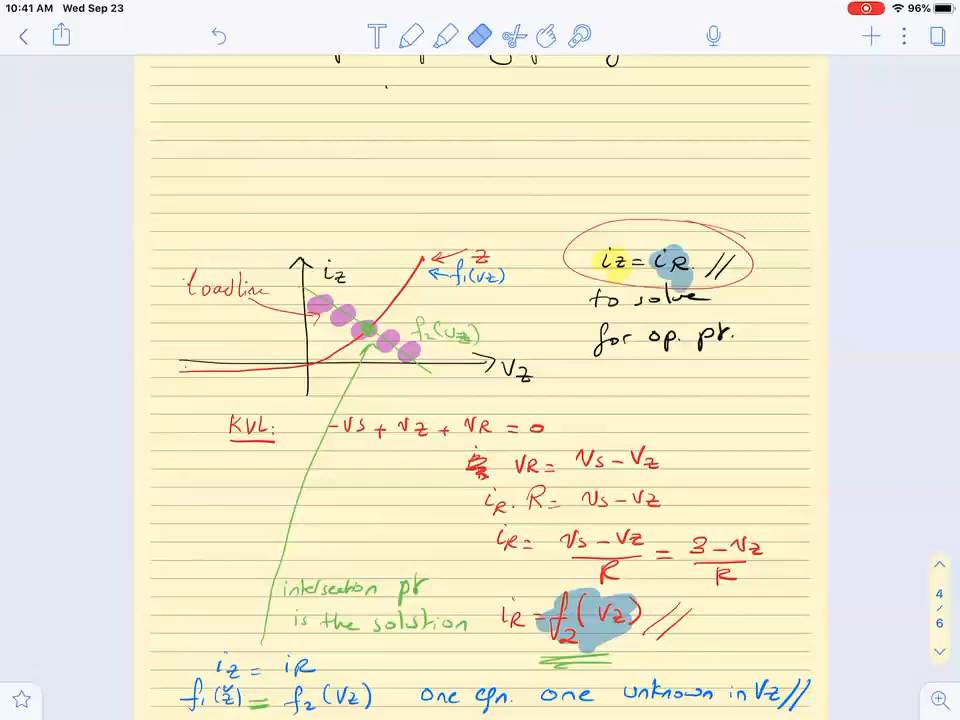 10:41 AM Wed Sep 23
96%
T
iz
Loadline
z
f1(vz)
f2(vz)
Vz
iz = iR //
to solve
for op. pt.
KVL: -VS + VZ + VR = 0
VR = VS - VZ
iR. R = VS - VZ
iR = VS - VZ / R = 3 - VZ / R
intersection pt
is the solution
iR = f2(VZ) //
iz = iR
f1(vz) = f2(VZ) one eqn. one unknown in VZ //
4
/
6